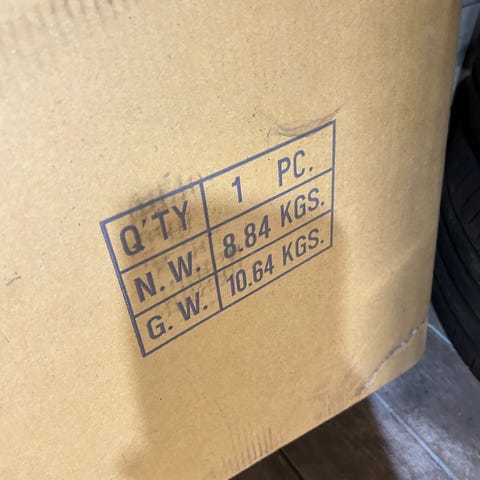 Q'TY 1 PC.
N. W. 8.84 KGS.
G. W. 10.64 KGS.